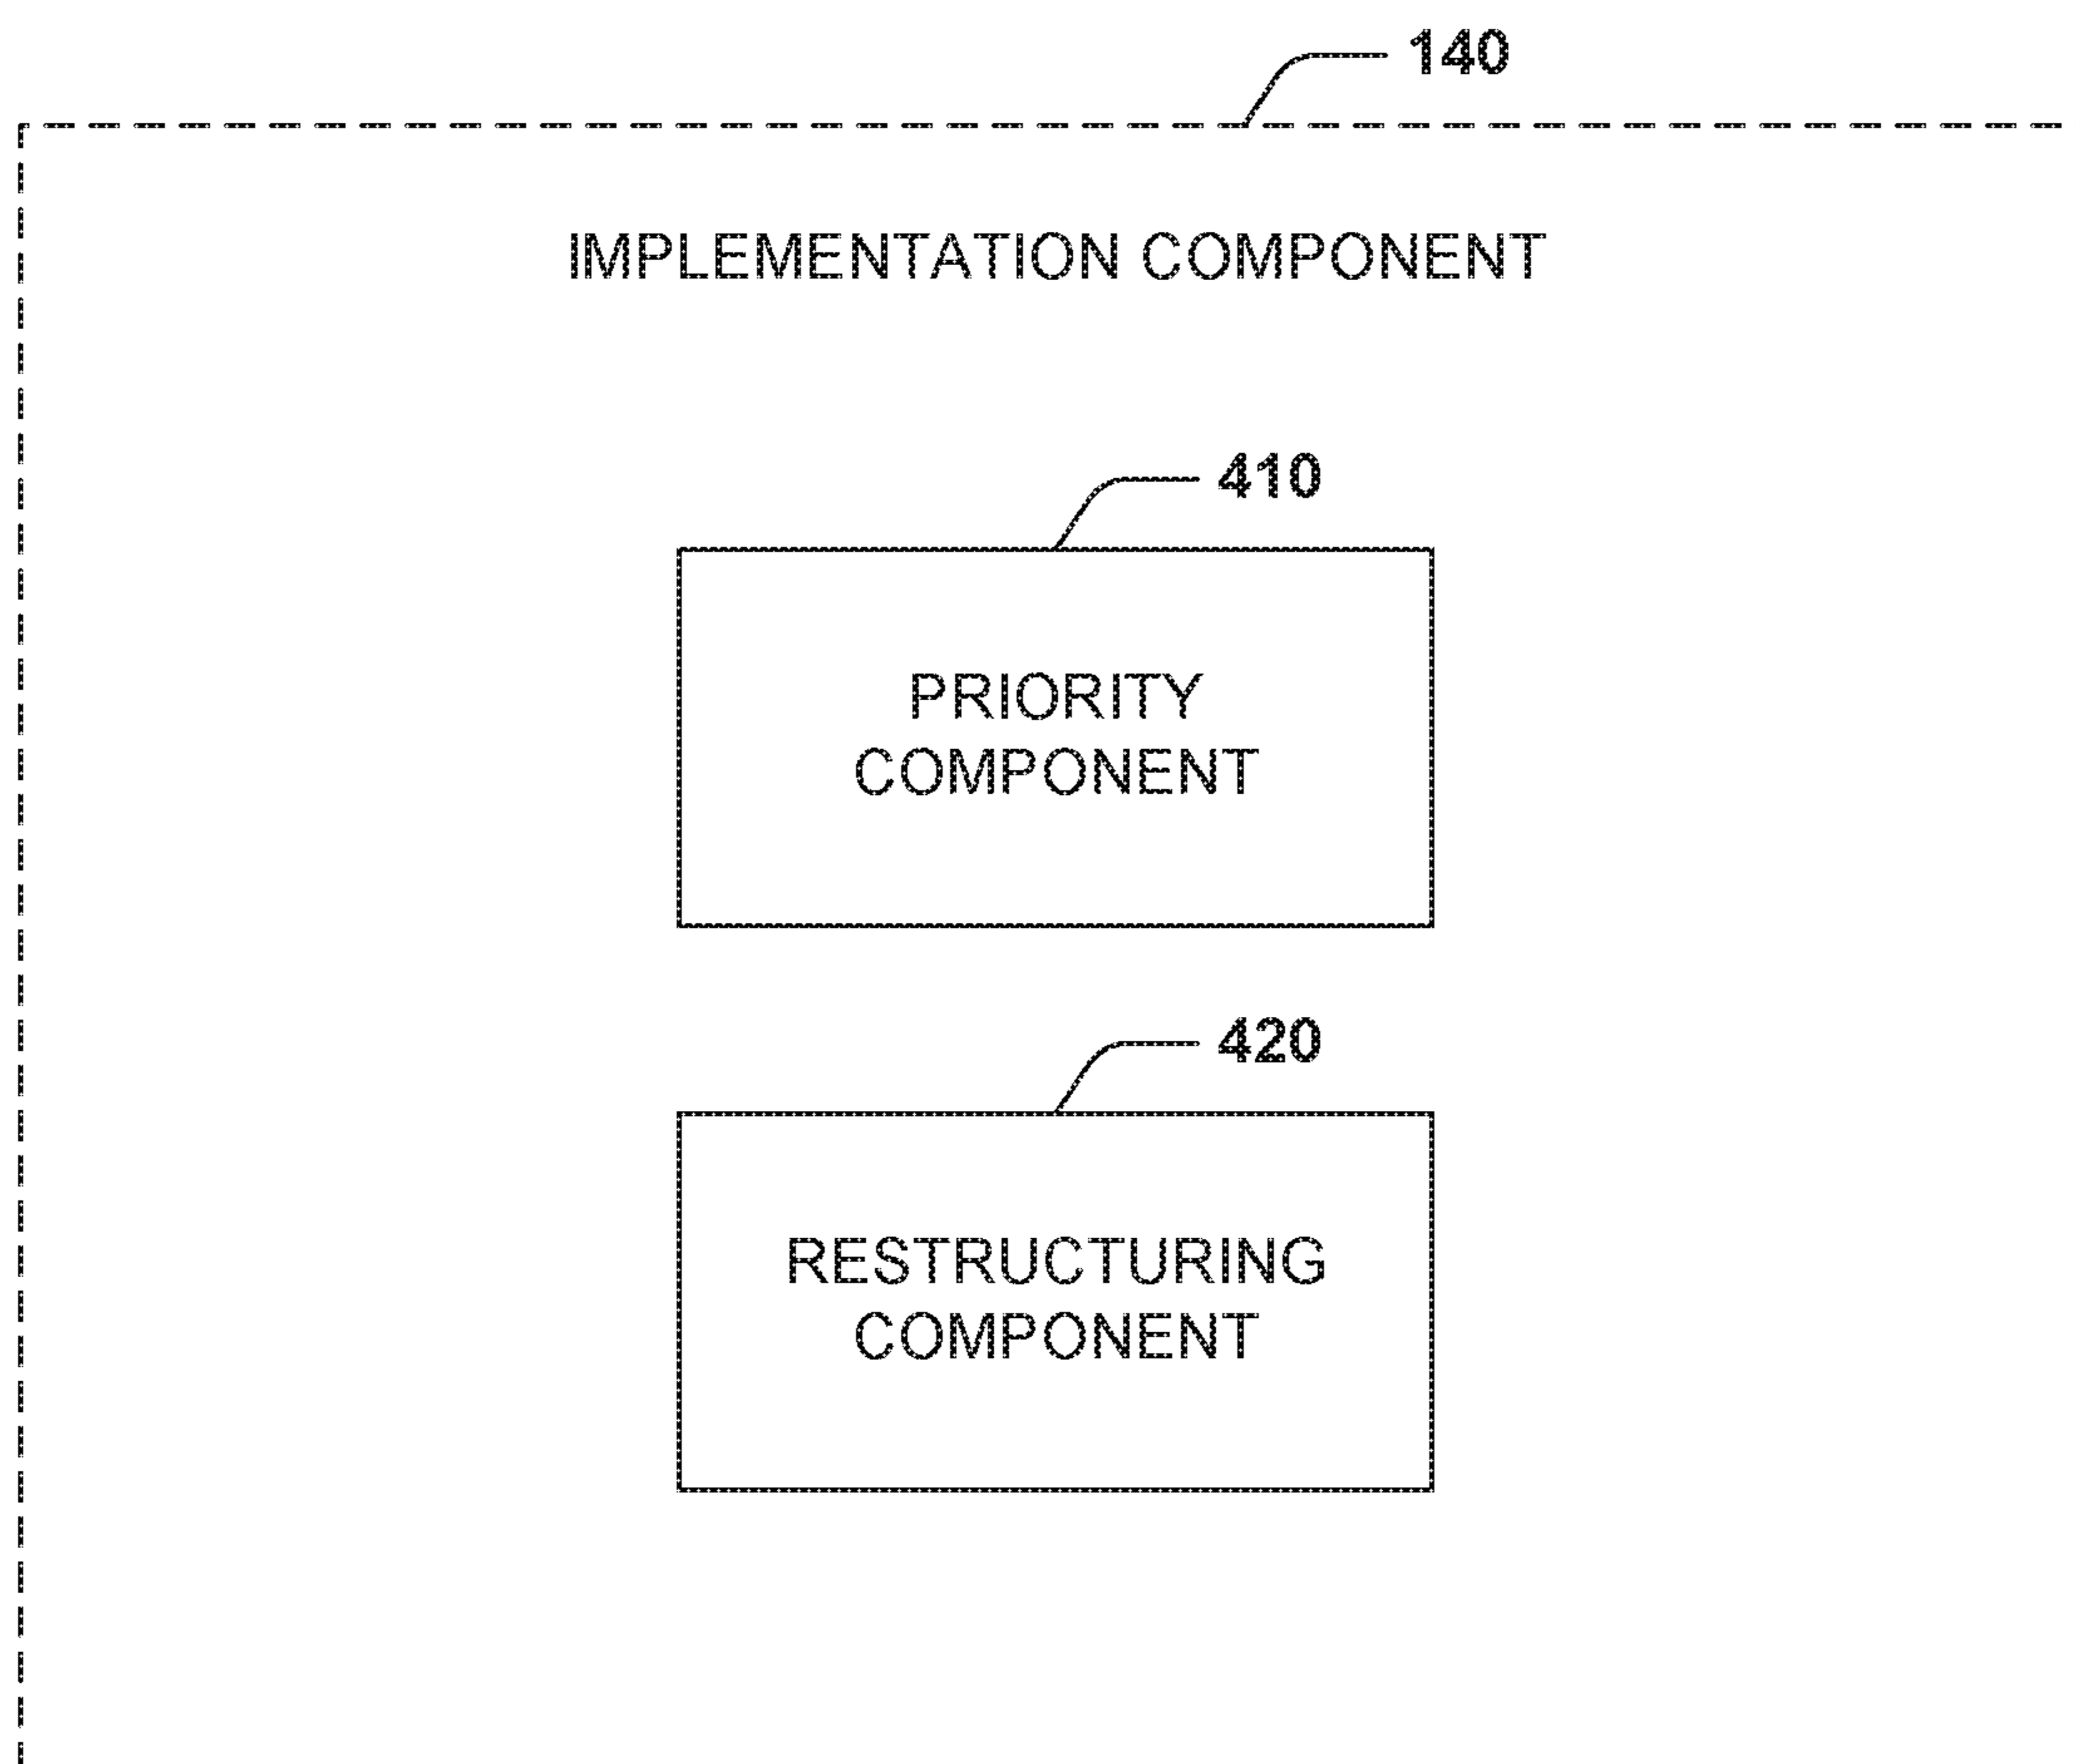 140
IMPLEMENTATION COMPONENT
410
PRIORITY
COMPONENT
420
RESTRUCTURING
COMPONENT